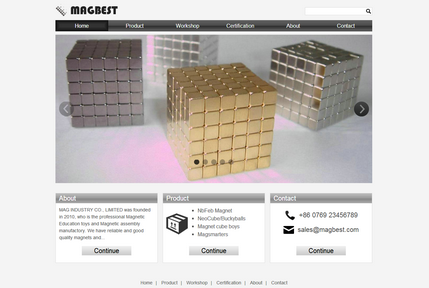 MAGBEST
Home Product Workshop Certification About Contact
About
MAG INDUSTRY CO., LIMITED was founded
in 2010, who is the professional Magnetic
Education toys and Magnetic assembly
manufactory. We have reliable and good
quality magnets and...
Continue
Product
NbFeb Magnet
NeoCube/Buckyballs
Magnet cube boys
Magsmarters
Continue
Contact
+86 0769 23456789
sales@magbest.com
Continue
Home | Product | Workshop | Certification | About | Contact